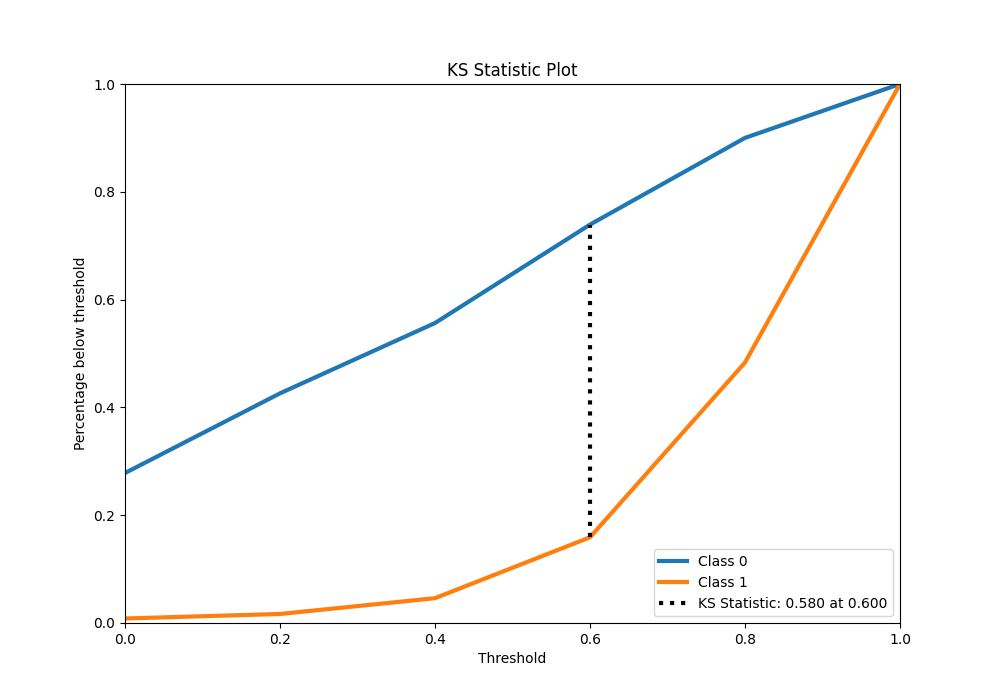 KS Statistic Plot
Percentage below threshold
1.0
0.8
0.6
0.4
0.2
0.0
0.0 0.2 0.4 0.6 0.8 1.0
Threshold
Class 0
Class 1
KS Statistic: 0.580 at 0.600